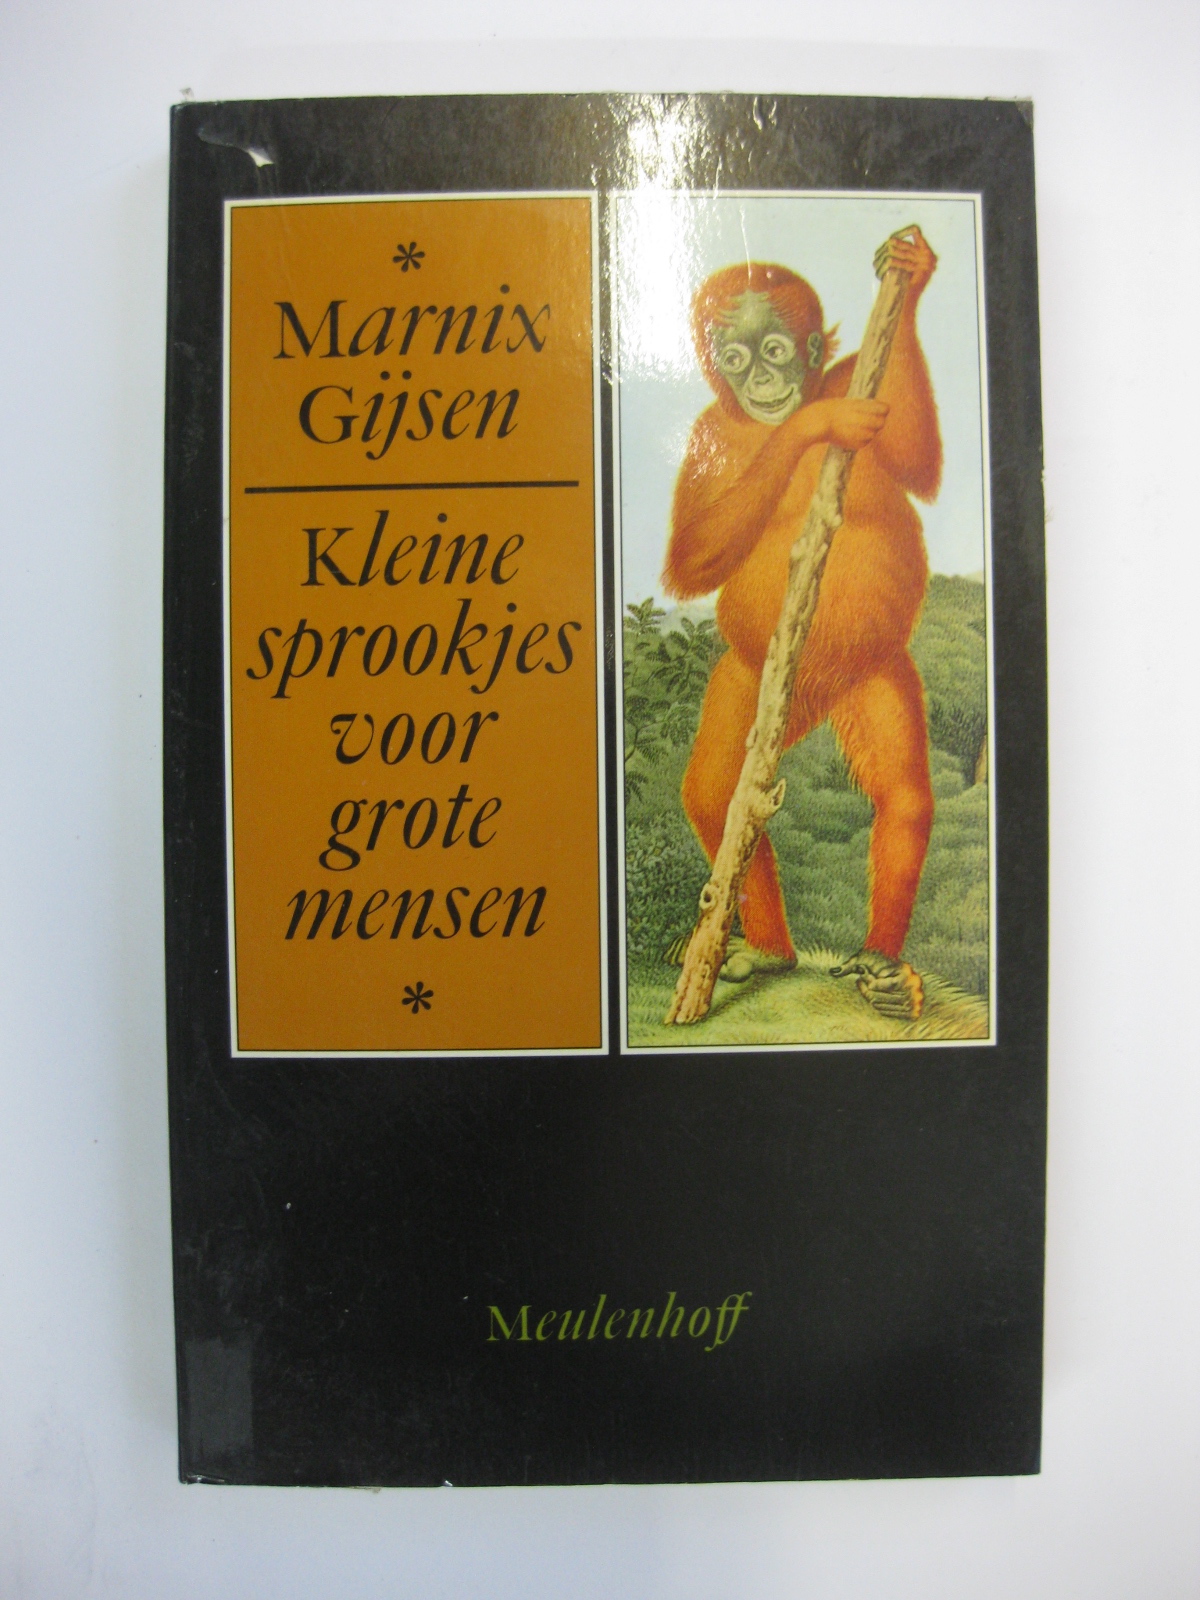 *
Marnix
Gijsen
Kleine
sprookjes
voor
grote
mensen
*
Meulenhoff